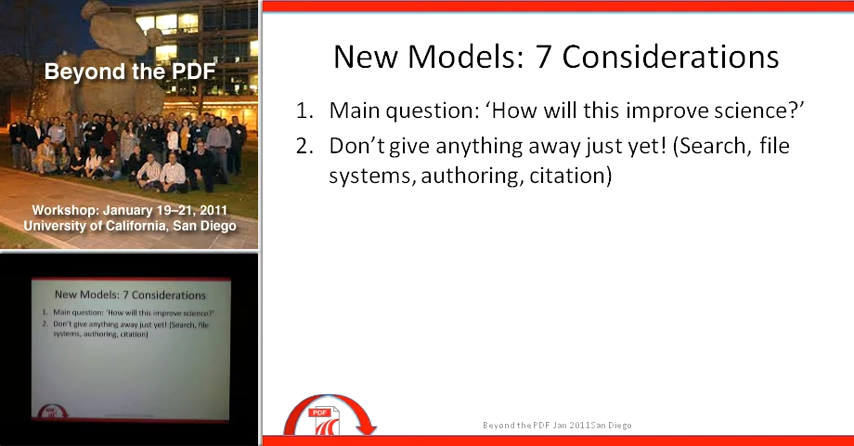 Beyond the PDF
Workshop: January 19–21, 2011
University of California, San Diego
New Models: 7 Considerations
1. Main question: ‘How will this improve science?’
2. Don’t give anything away just yet! (Search, file
systems, authoring, citation)
PDF
Beyond the PDF Jan 2011San Diego
New Models: 7 Considerations
1. Main question: ‘How will this improve science?’
2. Don’t give anything away just yet! (Search, file
systems, authoring, citation)